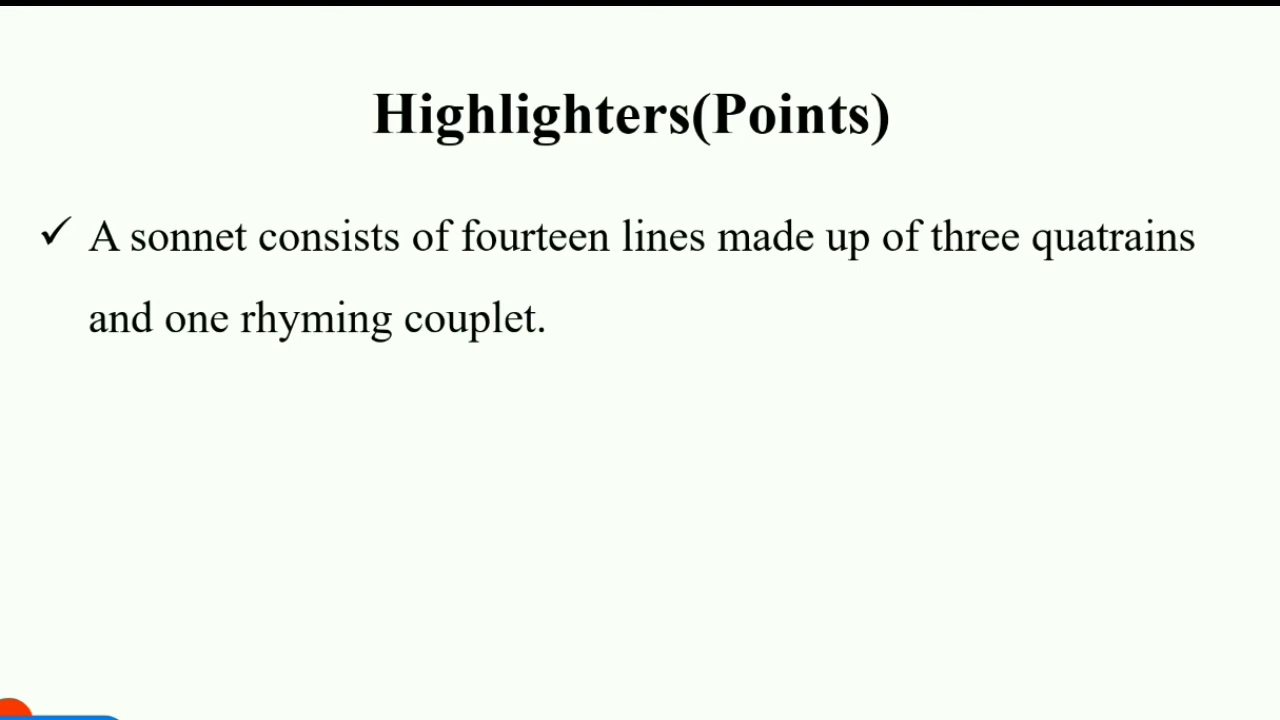 Highlighters(Points)
✓ A sonnet consists of fourteen lines made up of three quatrains
and one rhyming couplet.